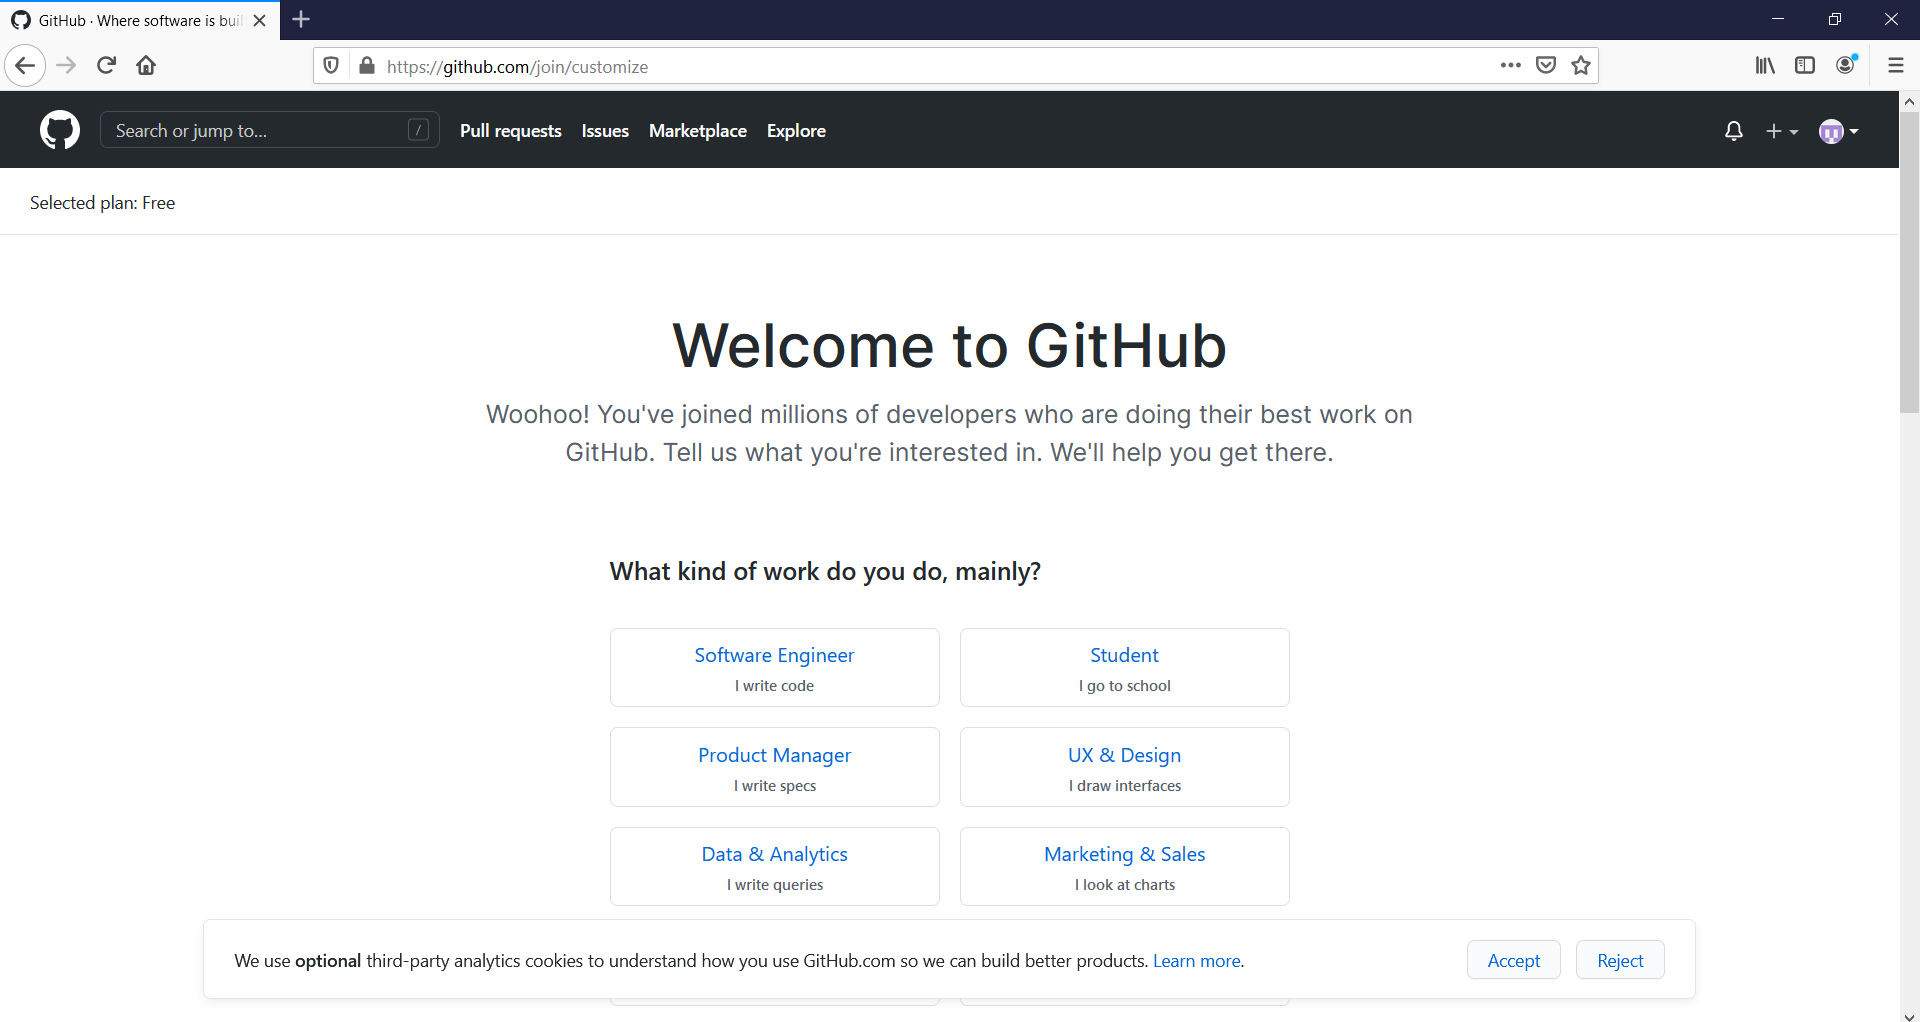 GitHub · Where software is buil
https://github.com/join/customize
Search or jump to...
/
Pull requests
Issues
Marketplace
Explore
Selected plan: Free
Welcome to GitHub
Woohoo! You've joined millions of developers who are doing their best work on
GitHub. Tell us what you're interested in. We'll help you get there.
What kind of work do you do, mainly?
Software Engineer
I write code
Student
I go to school
Product Manager
I write specs
UX & Design
I draw interfaces
Data & Analytics
I write queries
Marketing & Sales
I look at charts
We use optional third-party analytics cookies to understand how you use GitHub.com so we can build better products. Learn more.
Accept
Reject